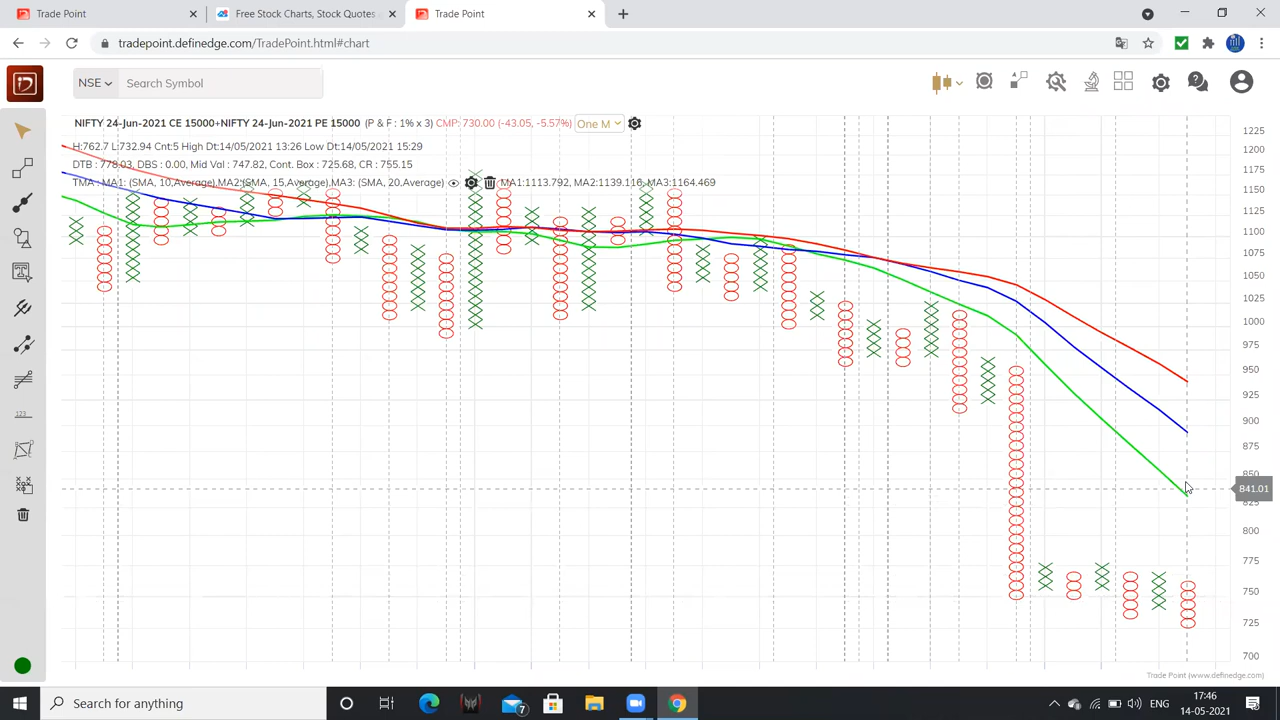 Trade Point
Free Stock Charts, Stock Quotes
Trade Point
tradepoint.definedge.com/TradePoint.html#chart
NSE
Search Symbol
NIFTY 24-Jun-2021 CE 15000+NIFTY 24-Jun-2021 PE 15000 (P & F : 1% x 3) CMP: 730.00 (-43.05, -5.57%) One M
H:762.7 L:732.94 Cnt:5 High Dt:14/05/2021 13:26 Low Dt:14/05/2021 15:29
DTB : 778.03, DBS : 0.00, Mid Val : 747.82, Cont. Box : 725.68, CR : 755.15
TMA : MA1: (SMA, 10,Average),MA2:(SMA, 15,Average),MA3: (SMA, 20,Average) MA1:1113.792, MA2:1139.116, MA3:1164.469
1225
1200
1175
1150
1125
1100
1075
1050
1025
1000
975
950
925
900
875
850
841.01
825
800
775
750
725
700
123
Trade Point (www.definedge.com)
Type here to search
7
ENG
17:46
14-05-2021